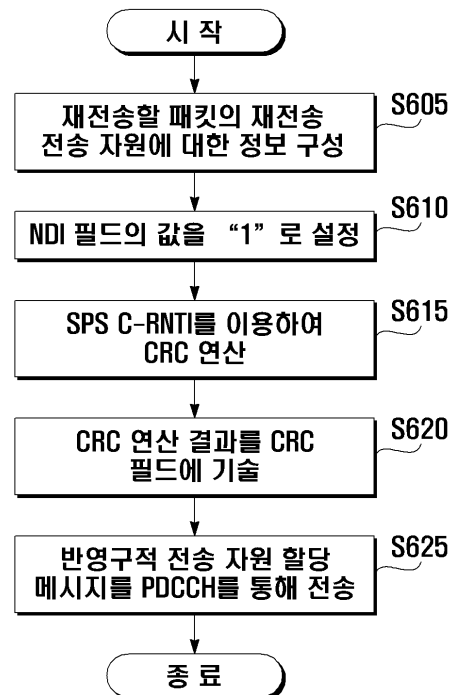 시 작
재전송할 패킷의 재전송
전송 자원에 대한 정보 구성
S605
NDI 필드의 값을 “1”로 설정
S610
SPS C-RNTI를 이용하여
CRC 연산
S615
CRC 연산 결과를 CRC
필드에 기술
S620
반영구적 전송 자원 할당
메시지를 PDCCH를 통해 전송
S625
종 료